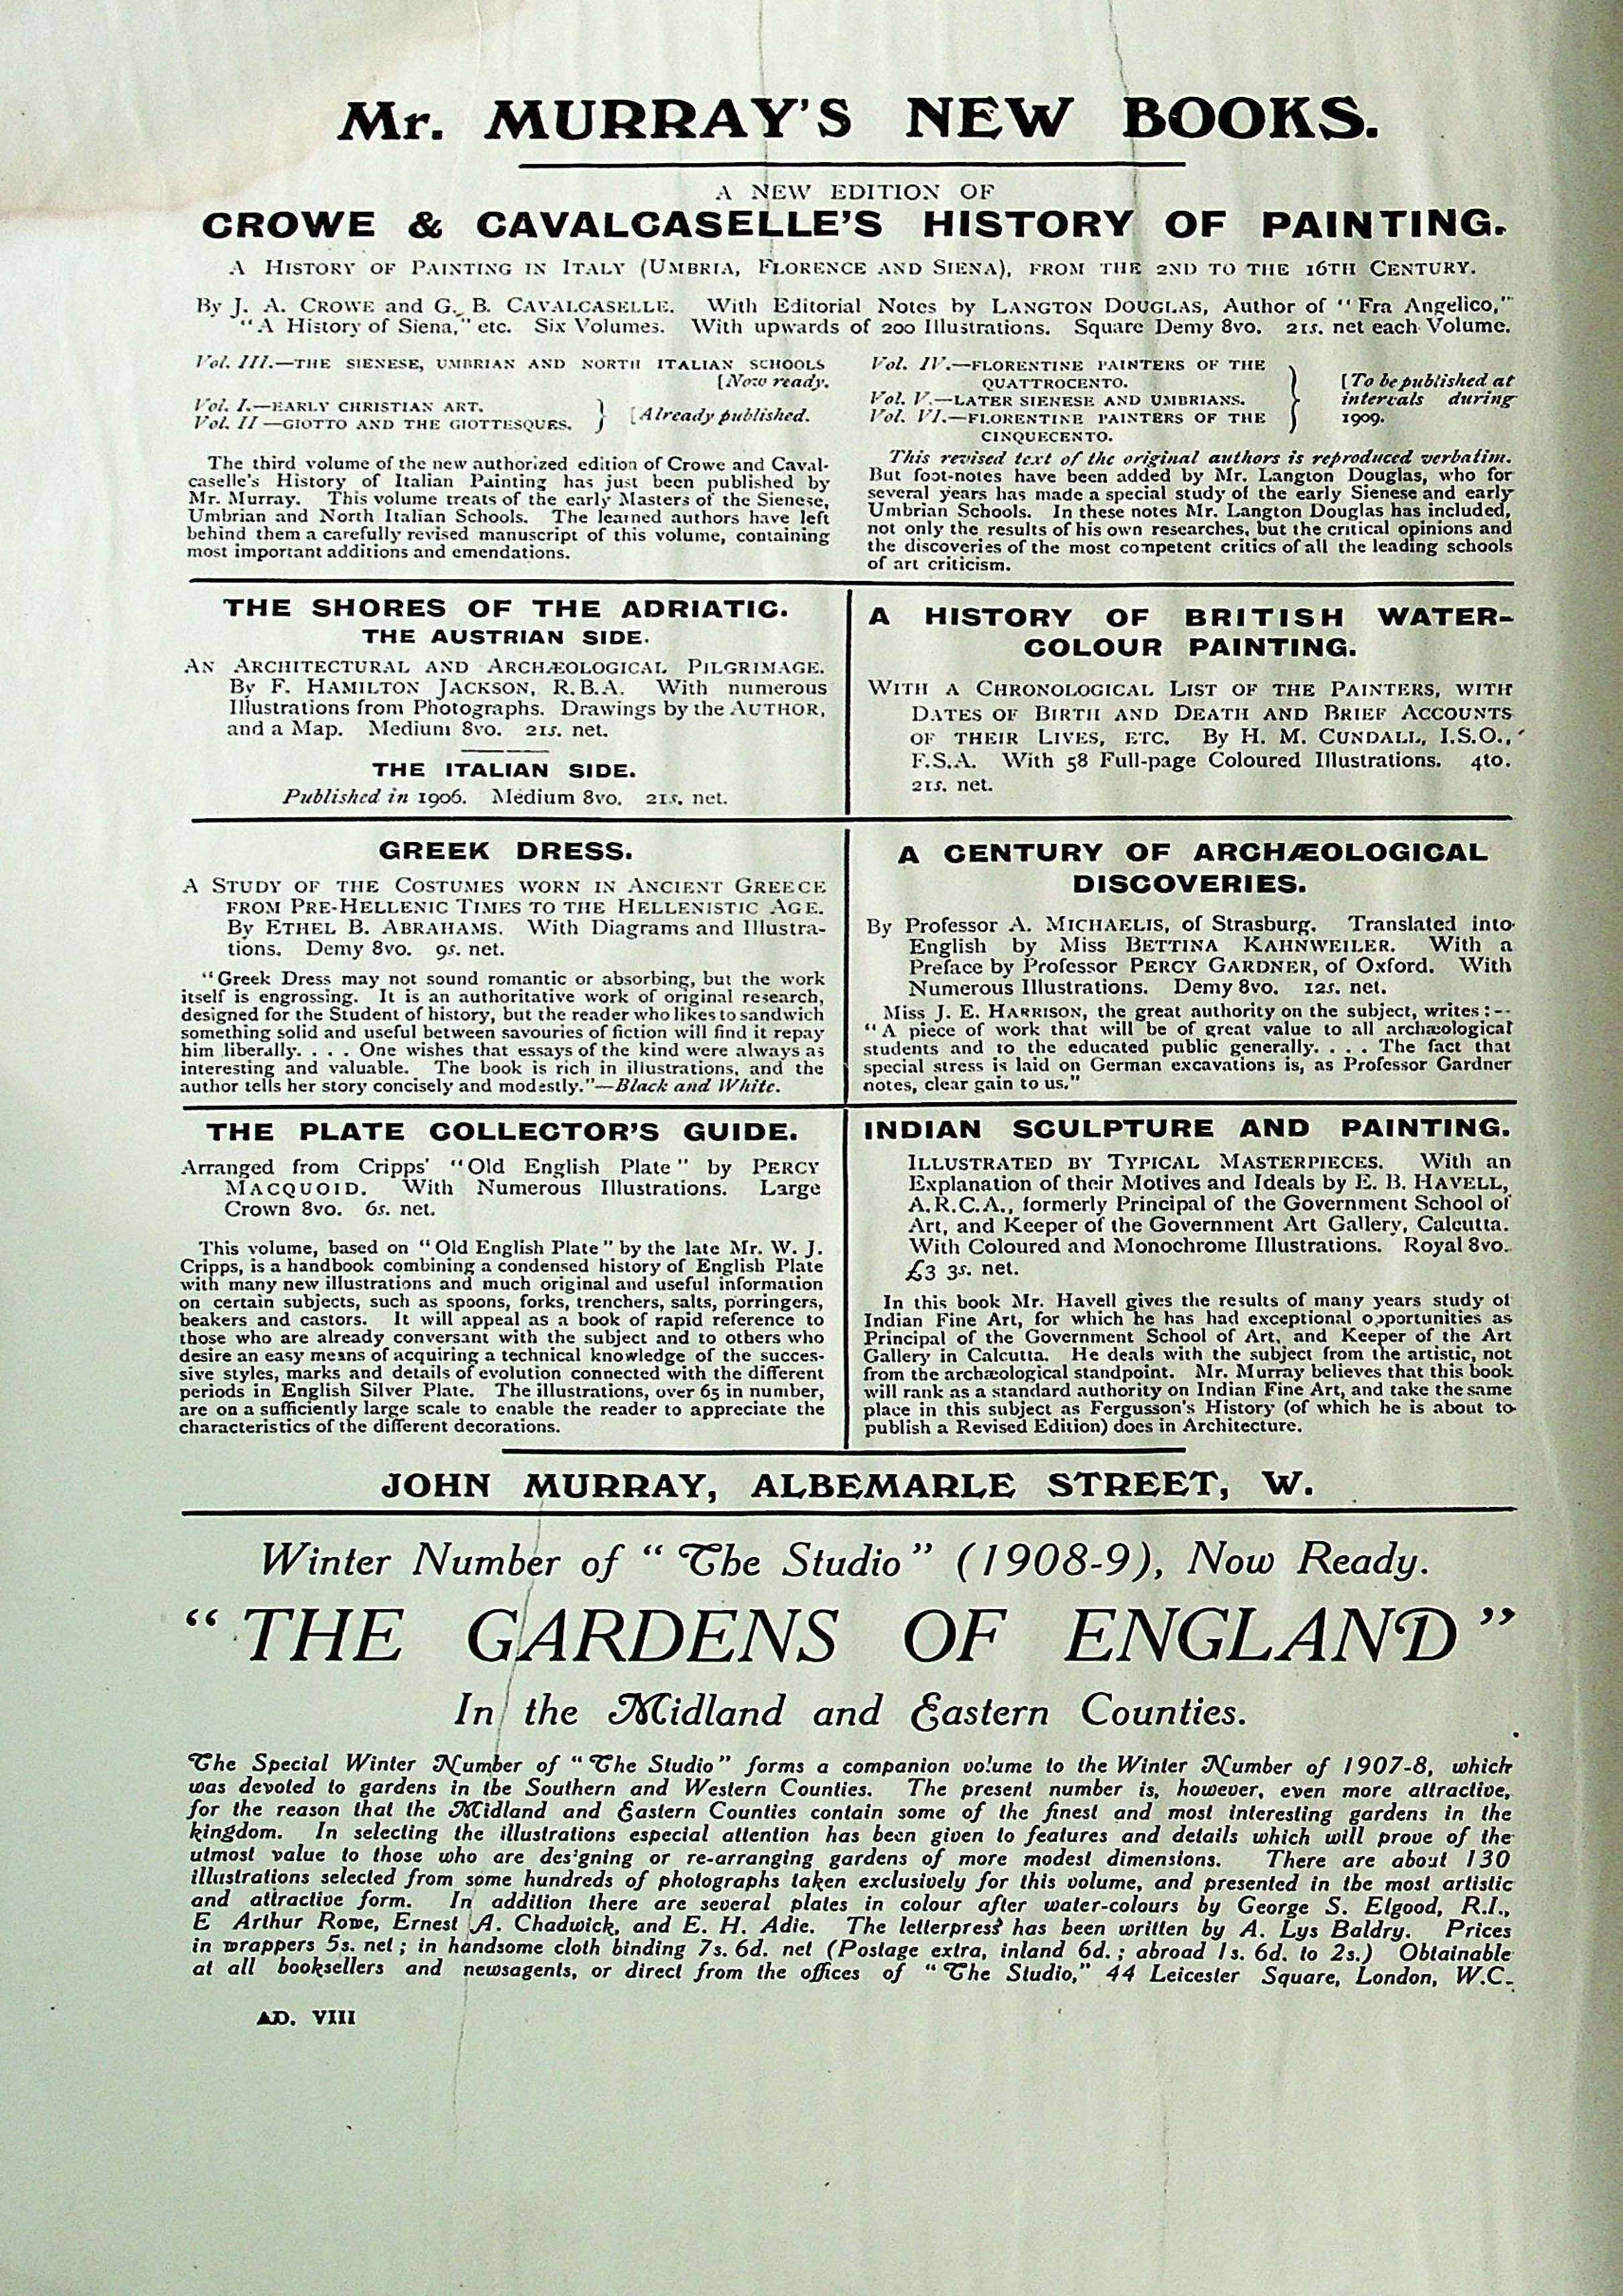 Mr. MURRAY'S NEW BOOKS.
A NEW EDITION OF
CROWE & CAVALCASELLE'S HISTORY OF PAINTING.
A HISTORY OF PAINTING IN ITALY (UMBRIA, FLORENCE AND SIENA), FROM THE 2ND TO THE 16TH CENTURY.
By J. A. CROWE and G. B. CAVALCASELLE. With Editorial Notes by LANGTON DOUGLAS, Author of "Fra Angelico,"
"A History of Siena," etc. Six Volumes. With upwards of 200 Illustrations. Square Demy 8vo. 21s. net each Volume.
Vol. III.—THE SIENESE, UMBRIAN AND NORTH ITALIAN SCHOOLS
[Now ready.
Vol. I.—EARLY CHRISTIAN ART.
Vol. II—GIOTTO AND THE GIOTTESQUES. } [Already published.
The third volume of the new authorized edition of Crowe and Caval-
caselle's History of Italian Painting has just been published by
Mr. Murray. This volume treats of the early Masters of the Sienese,
Umbrian and North Italian Schools. The learned authors have left
behind them a carefully revised manuscript of this volume, containing
most important additions and emendations.
Vol. IV.—FLORENTINE PAINTERS OF THE
QUATTROCENTO.
Vol. V.—LATER SIENESE AND UMBRIANS.
Vol. VI.—FLORENTINE PAINTERS OF THE
CINQUECENTO.
} [To be published at
intervals during
1909.
This revised text of the original authors is reproduced verbatim.
But foot-notes have been added by Mr. Langton Douglas, who for
several years has made a special study of the early Sienese and early
Umbrian Schools. In these notes Mr. Langton Douglas has included,
not only the results of his own researches, but the critical opinions and
the discoveries of the most competent critics of all the leading schools
of art criticism.
THE SHORES OF THE ADRIATIC.
THE AUSTRIAN SIDE.
AN ARCHITECTURAL AND ARCHÆOLOGICAL PILGRIMAGE.
By F. HAMILTON JACKSON, R.B.A. With numerous
Illustrations from Photographs. Drawings by the AUTHOR,
and a Map. Medium 8vo. 21s. net.
THE ITALIAN SIDE.
Published in 1906. Medium 8vo. 21s. net.
A HISTORY OF BRITISH WATER-
COLOUR PAINTING.
WITH A CHRONOLOGICAL LIST OF THE PAINTERS, WITH
DATES OF BIRTH AND DEATH AND BRIEF ACCOUNTS
OF THEIR LIVES, ETC. By H. M. CUNDALL, I.S.O.,
F.S.A. With 58 Full-page Coloured Illustrations. 4to.
21s. net.
GREEK DRESS.
A STUDY OF THE COSTUMES WORN IN ANCIENT GREECE
FROM PRE-HELLENIC TIMES TO THE HELLENISTIC AGE.
By ETHEL B. ABRAHAMS. With Diagrams and Illustra-
tions. Demy 8vo. 9s. net.
"Greek Dress may not sound romantic or absorbing, but the work
itself is engrossing. It is an authoritative work of original research,
designed for the Student of history, but the reader who likes to sandwich
something solid and useful between savouries of fiction will find it repay
him liberally. . . . One wishes that essays of the kind were always as
interesting and valuable. The book is rich in illustrations, and the
author tells her story concisely and modestly."—Black and White.
A CENTURY OF ARCHÆOLOGICAL
DISCOVERIES.
By Professor A. MICHAELIS, of Strasburg. Translated into
English by Miss BETTINA KAHNWEILER. With a
Preface by Professor PERCY GARDNER, of Oxford. With
Numerous Illustrations. Demy 8vo. 12s. net.
Miss J. E. HARRISON, the great authority on the subject, writes:--
"A piece of work that will be of great value to all archæological
students and to the educated public generally. . . . The fact that
special stress is laid on German excavations is, as Professor Gardner
notes, clear gain to us."
THE PLATE COLLECTOR'S GUIDE.
Arranged from Cripps' "Old English Plate" by PERCY
MACQUOID. With Numerous Illustrations. Large
Crown 8vo. 6s. net.
This volume, based on "Old English Plate" by the late Mr. W. J.
Cripps, is a handbook combining a condensed history of English Plate
with many new illustrations and much original and useful information
on certain subjects, such as spoons, forks, trenchers, salts, porringers,
beakers and castors. It will appeal as a book of rapid reference to
those who are already conversant with the subject and to others who
desire an easy means of acquiring a technical knowledge of the succes-
sive styles, marks and details of evolution connected with the different
periods in English Silver Plate. The illustrations, over 65 in number,
are on a sufficiently large scale to enable the reader to appreciate the
characteristics of the different decorations.
INDIAN SCULPTURE AND PAINTING.
ILLUSTRATED BY TYPICAL MASTERPIECES. With an
Explanation of their Motives and Ideals by E. B. HAVELL,
A.R.C.A., formerly Principal of the Government School of
Art, and Keeper of the Government Art Gallery, Calcutta.
With Coloured and Monochrome Illustrations. Royal 8vo.
£3 3s. net.
In this book Mr. Havell gives the results of many years study of
Indian Fine Art, for which he has had exceptional opportunities as
Principal of the Government School of Art, and Keeper of the Art
Gallery in Calcutta. He deals with the subject from the artistic, not
from the archæological standpoint. Mr. Murray believes that this book
will rank as a standard authority on Indian Fine Art, and take the same
place in this subject as Fergusson's History (of which he is about to
publish a Revised Edition) does in Architecture.
JOHN MURRAY, ALBEMARLE STREET, W.
Winter Number of "The Studio" (1908-9), Now Ready.
"THE GARDENS OF ENGLAND"
In the Midland and Eastern Counties.
The Special Winter Number of "The Studio" forms a companion volume to the Winter Number of 1907-8, which
was devoted to gardens in the Southern and Western Counties. The present number is, however, even more attractive,
for the reason that the Midland and Eastern Counties contain some of the finest and most interesting gardens in the
kingdom. In selecting the illustrations especial attention has been given to features and details which will prove of the
utmost value to those who are designing or re-arranging gardens of more modest dimensions. There are about 130
illustrations selected from some hundreds of photographs taken exclusively for this volume, and presented in the most artistic
and attractive form. In addition there are several plates in colour after water-colours by George S. Elgood, R.I.,
E Arthur Rowe, Ernest A. Chadwick, and E. H. Adie. The letterpress has been written by A. Lys Baldry. Prices
in wrappers 5s. net; in handsome cloth binding 7s. 6d. net (Postage extra, inland 6d.; abroad 1s. 6d. to 2s.) Obtainable
at all booksellers and newsagents, or direct from the offices of "The Studio," 44 Leicester Square, London, W.C.
AD. VIII